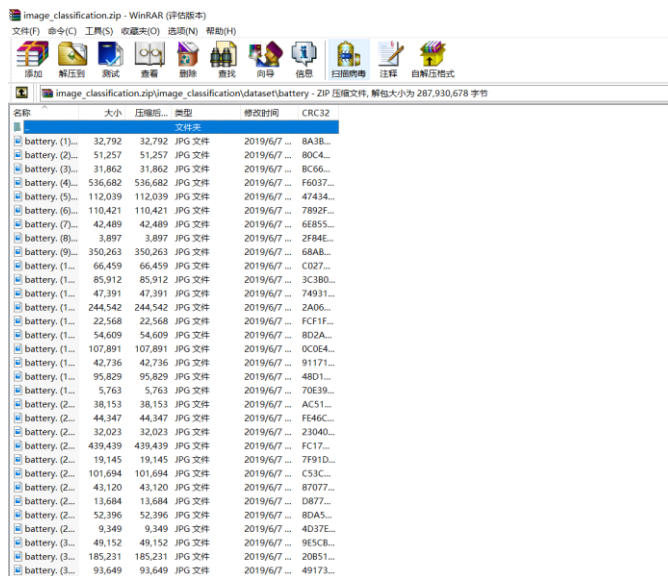 image_classification.zip - WinRAR (评估版本)
文件(F) 命令(C) 工具(S) 收藏夹(O) 选项(N) 帮助(H)
添加 解压到 测试 查看 删除 查找 向导 信息 扫描病毒 注释 自解压格式
image_classification.zip\image_classification\dataset\battery - ZIP 压缩文件, 解包大小为 287,930,678 字节
名称 大小 压缩后... 类型 修改时间 CRC32
.. 文件夹
battery. (1)... 32,792 32,792 JPG 文件 2019/6/7 ... 8A3B...
battery. (2)... 51,257 51,257 JPG 文件 2019/6/7 ... 80C4...
battery. (3)... 31,862 31,862 JPG 文件 2019/6/7 ... BC66...
battery. (4)... 536,682 536,682 JPG 文件 2019/6/7 ... F6037...
battery. (5)... 112,039 112,039 JPG 文件 2019/6/7 ... 47434...
battery. (6)... 110,421 110,421 JPG 文件 2019/6/7 ... 7892F...
battery. (7)... 42,489 42,489 JPG 文件 2019/6/7 ... 6E855...
battery. (8)... 3,897 3,897 JPG 文件 2019/6/7 ... 2F84E...
battery. (9)... 350,263 350,263 JPG 文件 2019/6/7 ... 68AB...
battery. (1... 66,459 66,459 JPG 文件 2019/6/7 ... C027...
battery. (1... 85,912 85,912 JPG 文件 2019/6/7 ... 3C3B0...
battery. (1... 47,391 47,391 JPG 文件 2019/6/7 ... 74931...
battery. (1... 244,542 244,542 JPG 文件 2019/6/7 ... 2A06...
battery. (1... 22,568 22,568 JPG 文件 2019/6/7 ... FCF1F...
battery. (1... 54,609 54,609 JPG 文件 2019/6/7 ... 8D2A...
battery. (1... 107,891 107,891 JPG 文件 2019/6/7 ... 0C0E4...
battery. (1... 42,736 42,736 JPG 文件 2019/6/7 ... 91171...
battery. (1... 95,829 95,829 JPG 文件 2019/6/7 ... 48D1...
battery. (1... 5,763 5,763 JPG 文件 2019/6/7 ... 70E39...
battery. (2... 38,153 38,153 JPG 文件 2019/6/7 ... AC51...
battery. (2... 44,347 44,347 JPG 文件 2019/6/7 ... FE46C...
battery. (2... 32,023 32,023 JPG 文件 2019/6/7 ... 23040...
battery. (2... 439,439 439,439 JPG 文件 2019/6/7 ... FC17...
battery. (2... 19,145 19,145 JPG 文件 2019/6/7 ... 7F91D...
battery. (2... 101,694 101,694 JPG 文件 2019/6/7 ... C53C...
battery. (2... 43,120 43,120 JPG 文件 2019/6/7 ... 87077...
battery. (2... 13,684 13,684 JPG 文件 2019/6/7 ... D877...
battery. (2... 52,396 52,396 JPG 文件 2019/6/7 ... 8DA5...
battery. (2... 9,349 9,349 JPG 文件 2019/6/7 ... 4D37E...
battery. (3... 49,152 49,152 JPG 文件 2019/6/7 ... 9E5CB...
battery. (3... 185,231 185,231 JPG 文件 2019/6/7 ... 20B51...
battery. (3... 93,649 93,649 JPG 文件 2019/6/7 ... 49173...